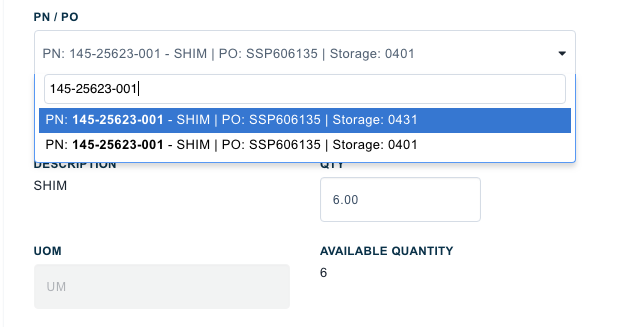 PN / PO
PN: 145-25623-001 - SHIM | PO: SSP606135 | Storage: 0401
145-25623-001
PN: 145-25623-001 - SHIM | PO: SSP606135 | Storage: 0431
PN: 145-25623-001 - SHIM | PO: SSP606135 | Storage: 0401
DESCRIPTION QTY
SHIM 6.00
UOM AVAILABLE QUANTITY
UM 6